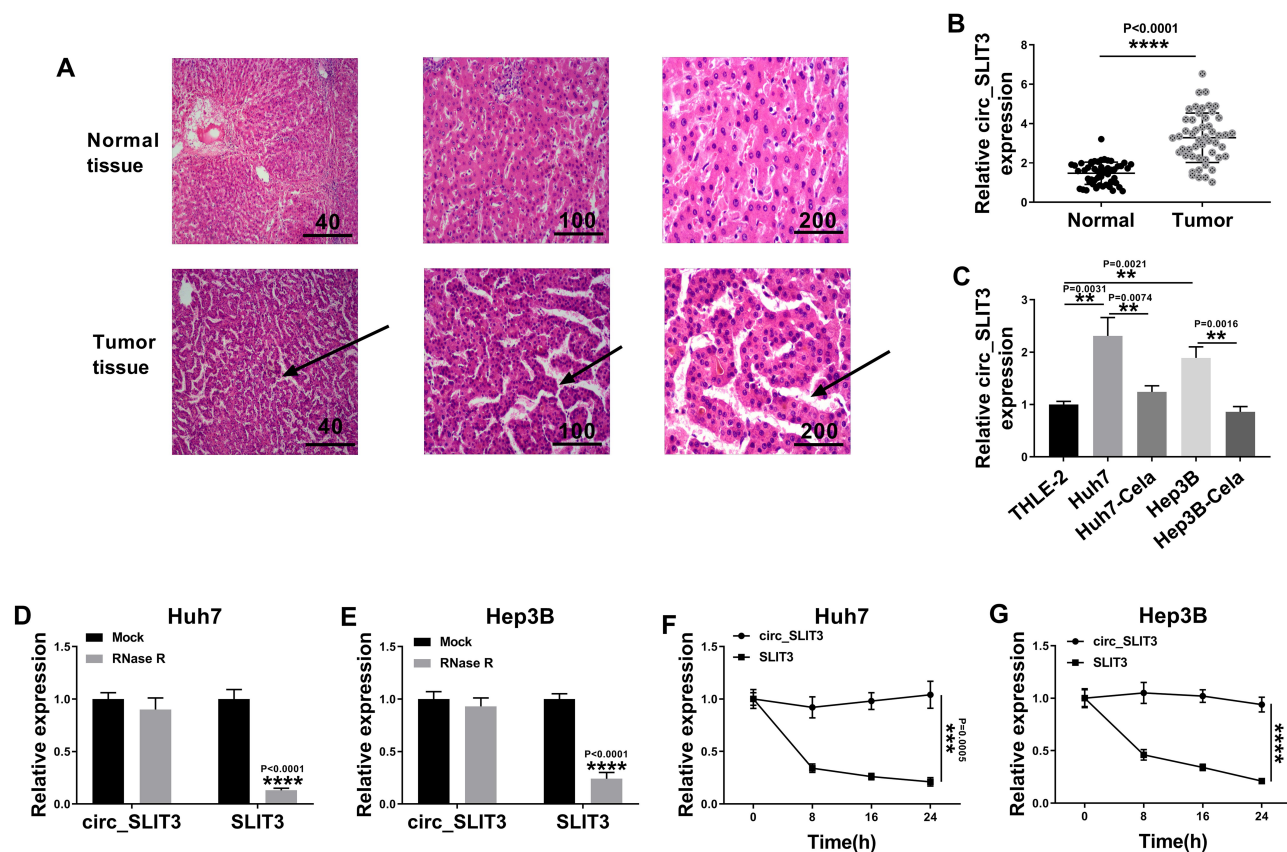 A
Normal
tissue
40
100
200
Tumor
tissue
40
100
200
B
Relative circ_SLIT3
expression
P<0.0001
****
8
6
4
2
0
Normal
Tumor
C
Relative circ_SLIT3
expression
P=0.0021
**
P=0.0031
**
P=0.0074
**
P=0.0016
**
3
2
1
0
THLE-2
Huh7
Huh7-Cela
Hep3B
Hep3B-Cela
D
Huh7
Relative expression
Mock
RNase R
1.5
1.0
0.5
0.0
P<0.0001
****
circ_SLIT3
SLIT3
E
Hep3B
Relative expression
Mock
RNase R
1.5
1.0
0.5
0.0
P<0.0001
****
circ_SLIT3
SLIT3
F
Huh7
Relative expression
circ_SLIT3
SLIT3
1.5
1.0
0.5
0.0
***
P=0.0005
0
8
16
24
Time(h)
G
Hep3B
Relative expression
circ_SLIT3
SLIT3
1.5
1.0
0.5
0.0
****
0
8
16
24
Time(h)